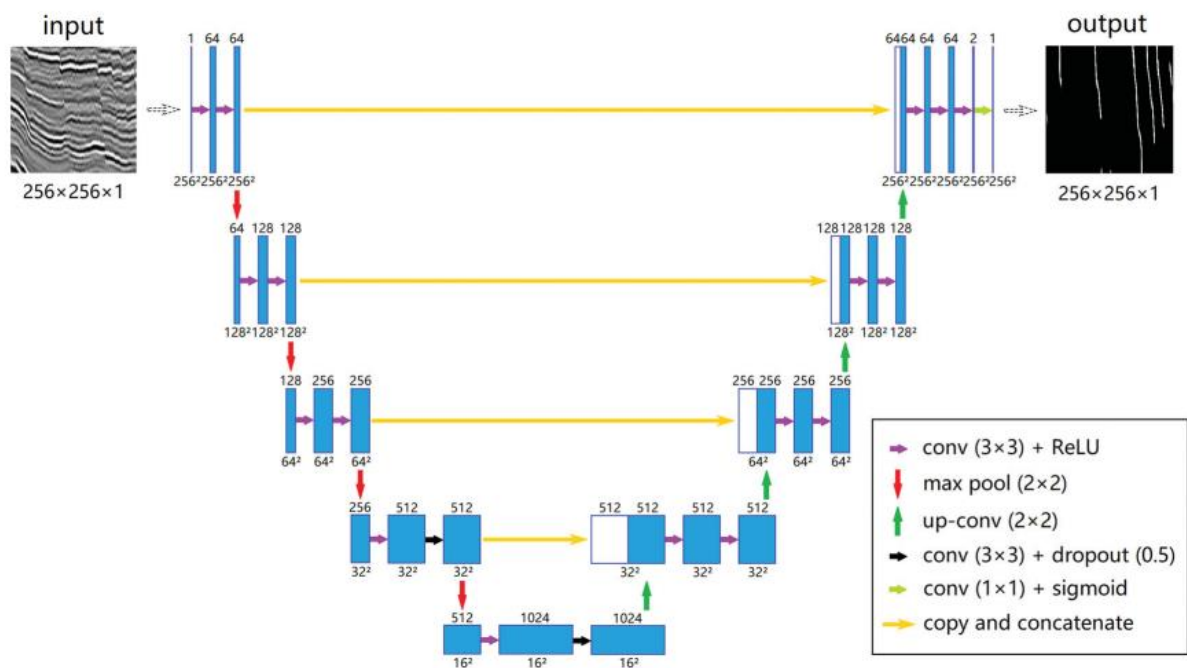 input
output
1 64 64
64 64 64 64 2 1
256² 256² 256²
256² 256² 256² 256² 256²
256×256×1
256×256×1
64 128 128
128 128 128 128
128² 128² 128²
128² 128² 128²
128 256 256
256 256 256 256
64² 64² 64²
64² 64² 64²
256 512 512
512 512 512 512
32² 32² 32²
32² 32² 32²
512 1024 1024
16² 16² 16²
conv (3×3) + ReLU
max pool (2×2)
up-conv (2×2)
conv (3×3) + dropout (0.5)
conv (1×1) + sigmoid
copy and concatenate